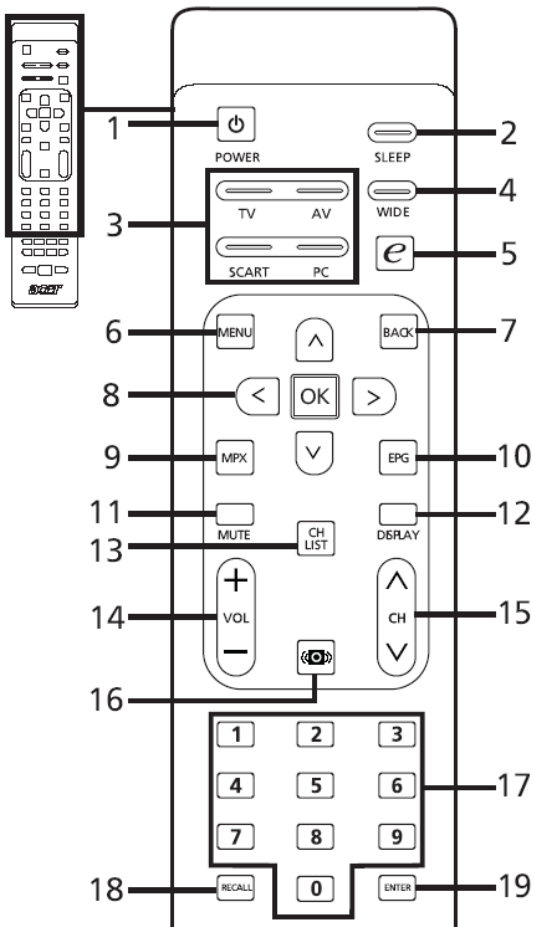 1
POWER
2
SLEEP
3
TV AV
SCART PC
4
WIDE
5
e
6
MENU
7
BACK
8
< OK >
9
MPX
10
EPG
11
MUTE
12
DISPLAY
13
CH
LIST
14
+
VOL
−
15
CH
16
17
1 2 3
4 5 6
7 8 9
0
18
RECALL
19
ENTER
acer